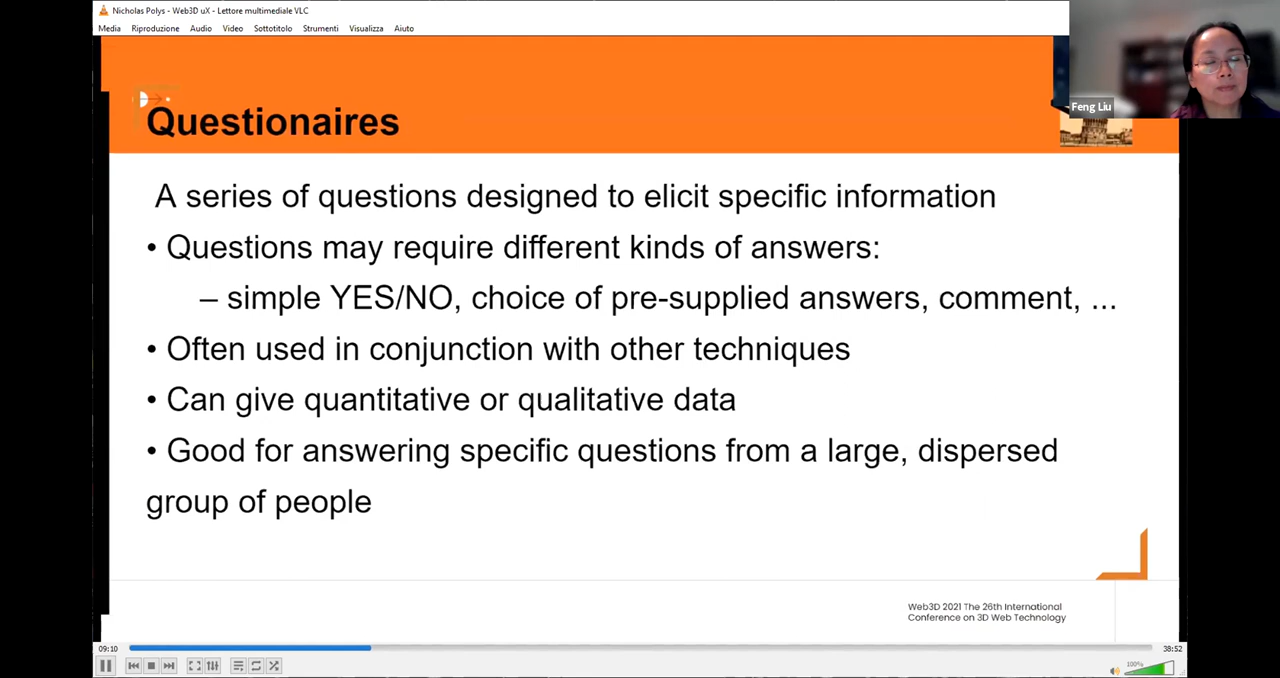 Nicholas Polys - Web3D uX - Lettore multimediale VLC
Media Riproduzione Audio Video Sottotitolo Strumenti Visualizza Aiuto
Feng Liu
Questionaires
A series of questions designed to elicit specific information
• Questions may require different kinds of answers:
– simple YES/NO, choice of pre-supplied answers, comment, ...
• Often used in conjunction with other techniques
• Can give quantitative or qualitative data
• Good for answering specific questions from a large, dispersed
group of people
Web3D 2021 The 26th International
Conference on 3D Web Technology
09:10
38:52
100%